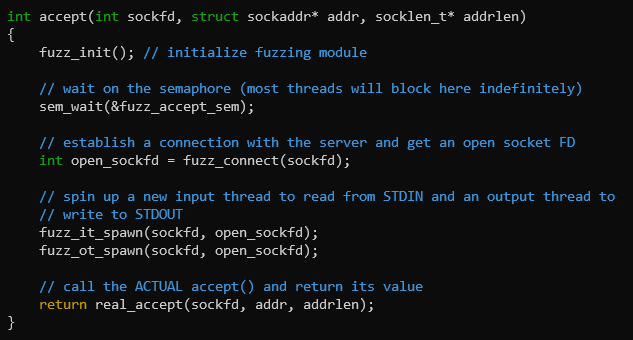 int accept(int sockfd, struct sockaddr* addr, socklen_t* addrlen)
{
    fuzz_init(); // initialize fuzzing module

    // wait on the semaphore (most threads will block here indefinitely)
    sem_wait(&fuzz_accept_sem);

    // establish a connection with the server and get an open socket FD
    int open_sockfd = fuzz_connect(sockfd);

    // spin up a new input thread to read from STDIN and an output thread to
    // write to STDOUT
    fuzz_it_spawn(sockfd, open_sockfd);
    fuzz_ot_spawn(sockfd, open_sockfd);

    // call the ACTUAL accept() and return its value
    return real_accept(sockfd, addr, addrlen);
}